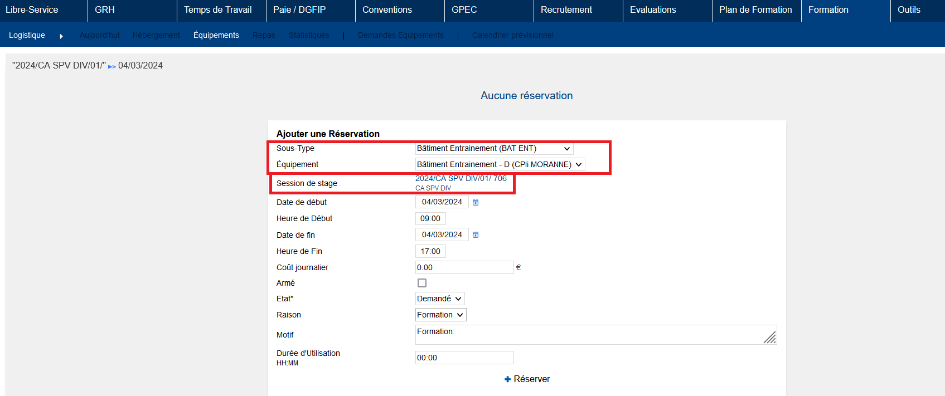 Libre-Service GRH Temps de Travail Paie / DGFIP Conventions GPEC Recrutement Evaluations Plan de Formation Formation Outils
Logistique Aujourd'hui Hébergement Équipements Repas Statistiques | Demandes Equipements | Calendrier prévisionnel
"2024/CA SPV DIV/01/" 04/03/2024
Aucune réservation
Ajouter une Réservation
Sous-Type Bâtiment Entrainement (BAT ENT)
Équipement Bâtiment Entrainement - D (CPli MORANNE)
Session de stage 2024/CA SPV DIV/01/ 706
CA SPV DIV
Date de début 04/03/2024
Heure de Début 09:00
Date de fin 04/03/2024
Heure de Fin 17:00
Coût journalier 0.00 €
Armé
Etat* Demandé
Raison Formation
Motif Formation:
Durée d'Utilisation
HH:MM 00:00
+ Réserver